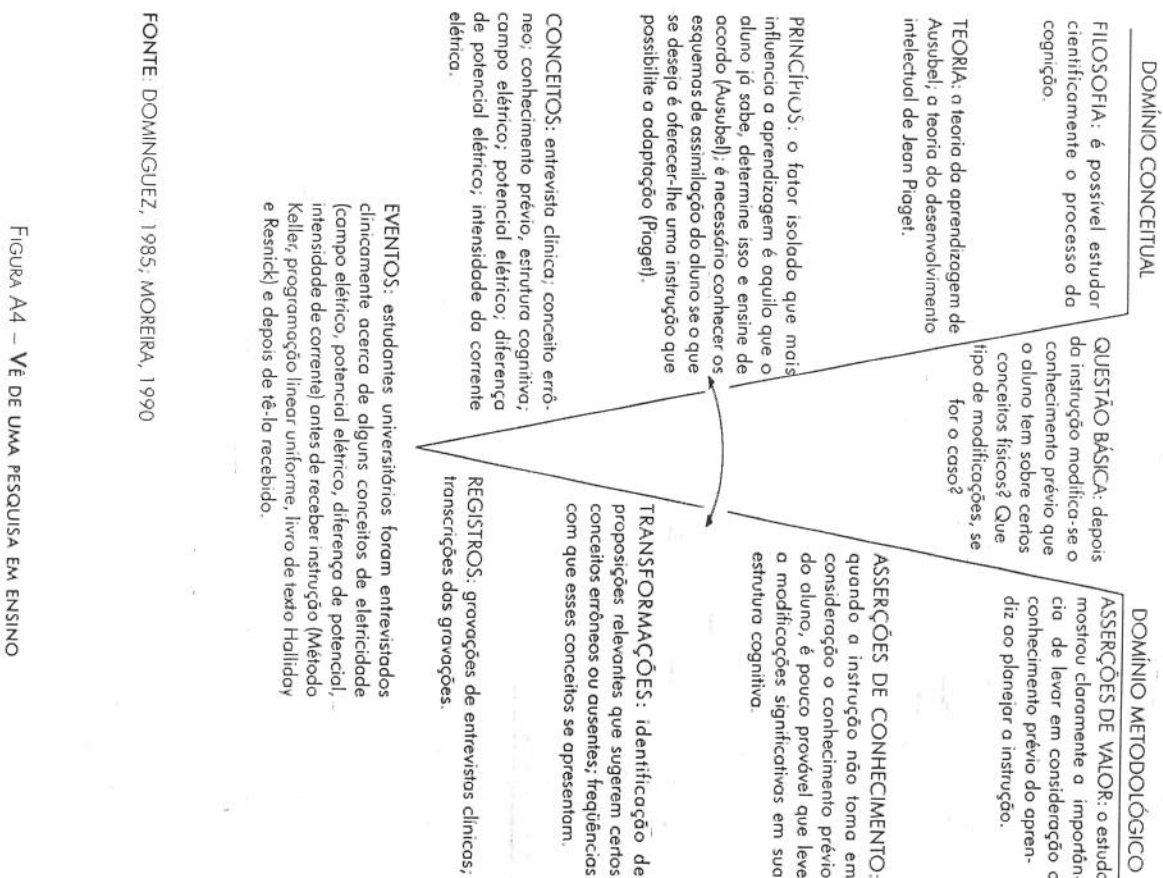 DOMÍNIO CONCEITUAL
FILOSOFIA: é possível estudar
cientificamente o processo da
cognição.
TEORIA: a teoria da aprendizagem de
Ausubel; a teoria do desenvolvimento
intelectual de Jean Piaget.
PRINCÍPIOS: o fator isolado que mais
influencia a aprendizagem é aquilo que o
aluno já sabe, determine isso e ensine de
acordo (Ausubel); é necessário conhecer os
esquemas de assimilação do aluno se o que
se deseja é oferecer-lhe uma instrução que
possibilite a adaptação (Piaget).
CONCEITOS: entrevista clínica; conceito errô-
neo; conhecimento prévio, estrutura cognitiva;
campo elétrico; potencial elétrico; diferença
de potencial elétrico; intensidade da corrente
elétrica.
QUESTÃO BÁSICA: depois
da instrução modifica-se o
conhecimento prévio que
o aluno tem sobre certos
conceitos físicos? Que
tipo de modificações, se
for o caso?
DOMÍNIO METODOLÓGICO
ASSERÇÕES DE VALOR: o estudo
mostrou claramente a importân-
cia de levar em consideração o
conhecimento prévio do apren-
diz ao planejar a instrução.
ASSERÇÕES DE CONHECIMENTO:
quando a instrução não toma em
consideração o conhecimento prévio
do aluno, é pouco provável que leve
a modificações significativas em sua
estrutura cognitiva.
TRANSFORMAÇÕES: identificação de
proposições relevantes que sugerem certos
conceitos errôneos ou ausentes; freqüências
com que esses conceitos se apresentam.
REGISTROS: gravações de entrevistas clínicas;
transcrições das gravações.
EVENTOS: estudantes universitários foram entrevistados
clinicamente acerca de alguns conceitos de eletricidade
(campo elétrico, potencial elétrico, diferença de potencial,
intensidade de corrente) antes de receber instrução (Método
Keller, programação linear uniforme, livro de texto Halliday
e Resnick) e depois de tê-la recebido.
FONTE: DOMINGUEZ, 1985; MOREIRA, 1990
FIGURA A4 – VÊ DE UMA PESQUISA EM ENSINO